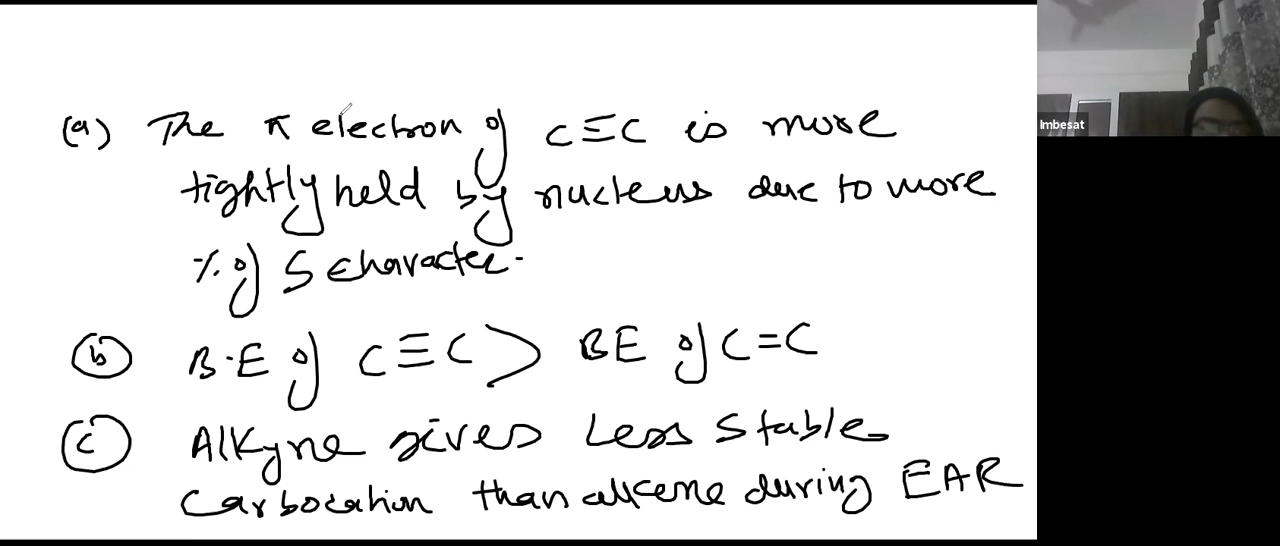 (a) The π electron of C≡C is more
tightly held by nucleus due to more
% of S character.
(b) B.E of C≡C > BE of C=C
(c) Alkyne gives Less Stable
Carbocation than alkene during EAR
Imbesat